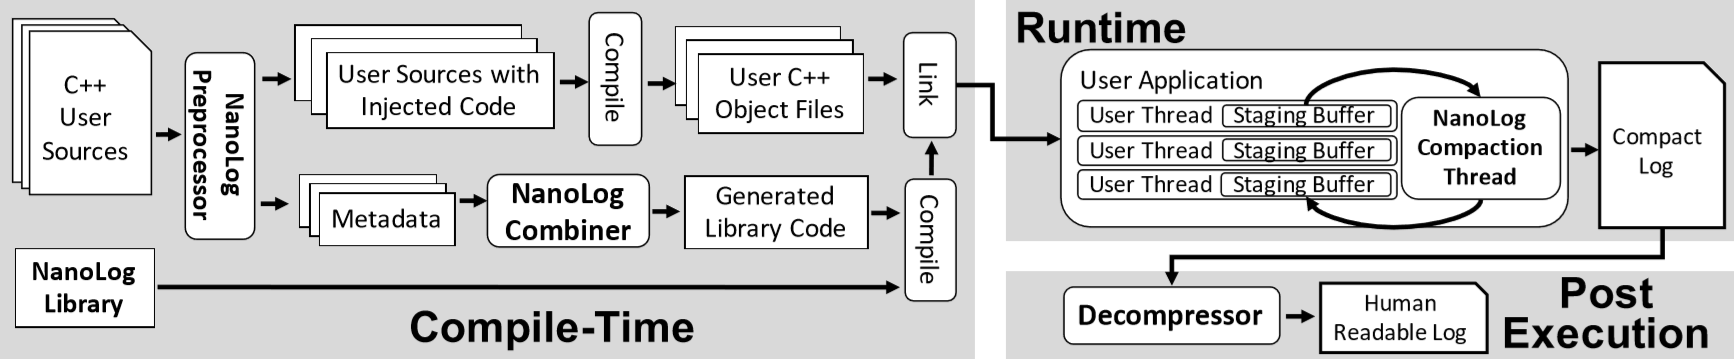 C++
User
Sources
NanoLog
Preprocessor
User Sources with
Injected Code
Compile
User C++
Object Files
Link
Metadata
NanoLog
Combiner
Generated
Library Code
Compile
NanoLog
Library
Compile-Time
Runtime
User Application
User Thread Staging Buffer
User Thread Staging Buffer
User Thread Staging Buffer
NanoLog
Compaction
Thread
Compact
Log
Decompressor
Human
Readable Log
Post
Execution